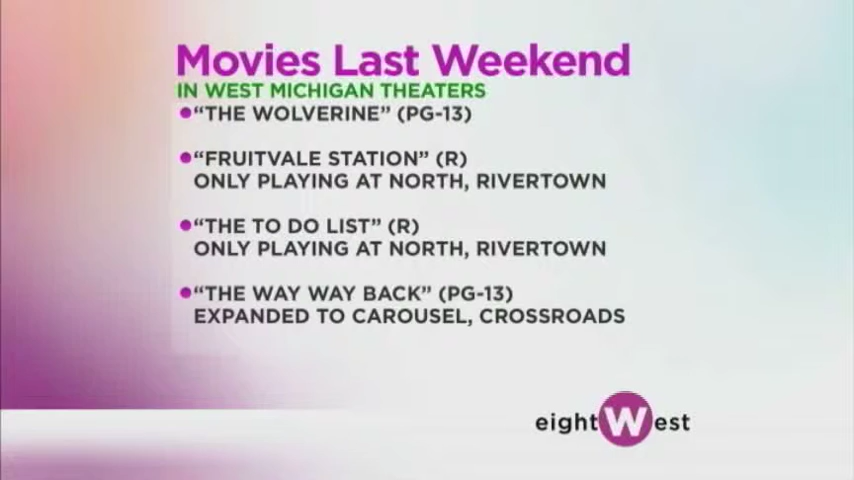 Movies Last Weekend
IN WEST MICHIGAN THEATERS
•“THE WOLVERINE” (PG-13)
•“FRUITVALE STATION” (R)
ONLY PLAYING AT NORTH, RIVERTOWN
•“THE TO DO LIST” (R)
ONLY PLAYING AT NORTH, RIVERTOWN
•“THE WAY WAY BACK” (PG-13)
EXPANDED TO CAROUSEL, CROSSROADS
eightWest